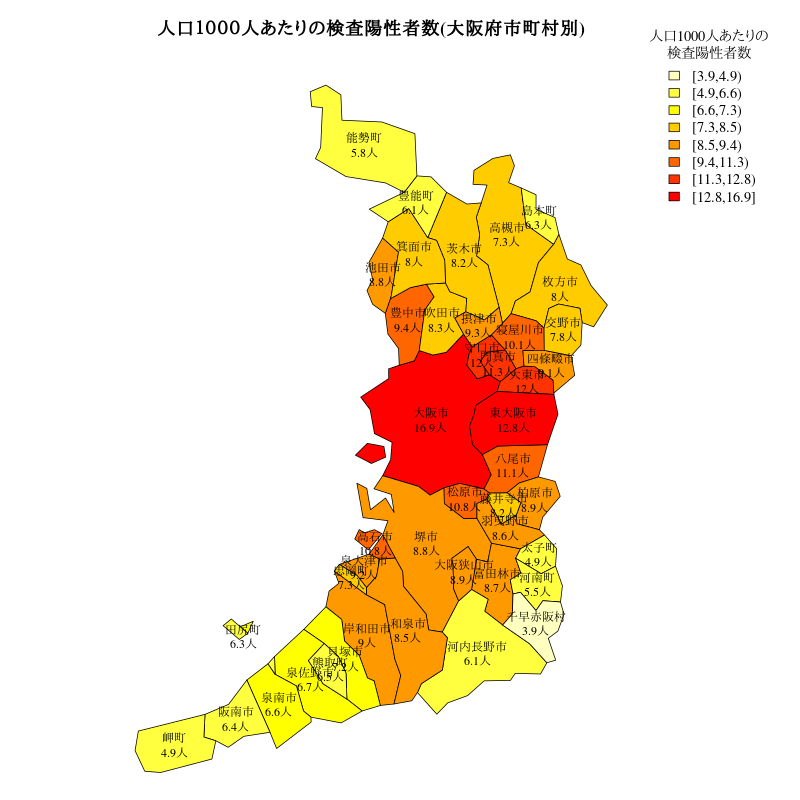 人口1000人あたりの検査陽性者数(大阪府市町村別)
人口1000人あたりの
検査陽性者数
[3.9,4.9)
[4.9,6.6)
[6.6,7.3)
[7.3,8.5)
[8.5,9.4)
[9.4,11.3)
[11.3,12.8)
[12.8,16.9]
能勢町
5.8人
豊能町
6.1人
島本町
6.3人
高槻市
7.3人
茨木市
8.2人
箕面市
8人
池田市
8.8人
枚方市
8人
豊中市
9.4人
吹田市
8.3人
摂津市
9.3人
寝屋川市
10.1人
交野市
7.8人
守口市
12人
門真市
11.3人
四條畷市
9.1人
大東市
12人
大阪市
16.9人
東大阪市
12.8人
八尾市
11.1人
松原市
10.8人
藤井寺市
8.2人
柏原市
8.9人
羽曳野市
8.6人
高石市
10.8人
堺市
8.8人
泉大津市
忠岡町
7.3人
大阪狭山市
8.9人
富田林市
8.7人
太子町
4.9人
河南町
5.5人
千早赤阪村
3.9人
田尻町
6.3人
岸和田市
9人
和泉市
8.5人
河内長野市
6.1人
貝塚市
7.2人
熊取町
6.5人
泉佐野市
6.7人
泉南市
6.6人
阪南市
6.4人
岬町
4.9人